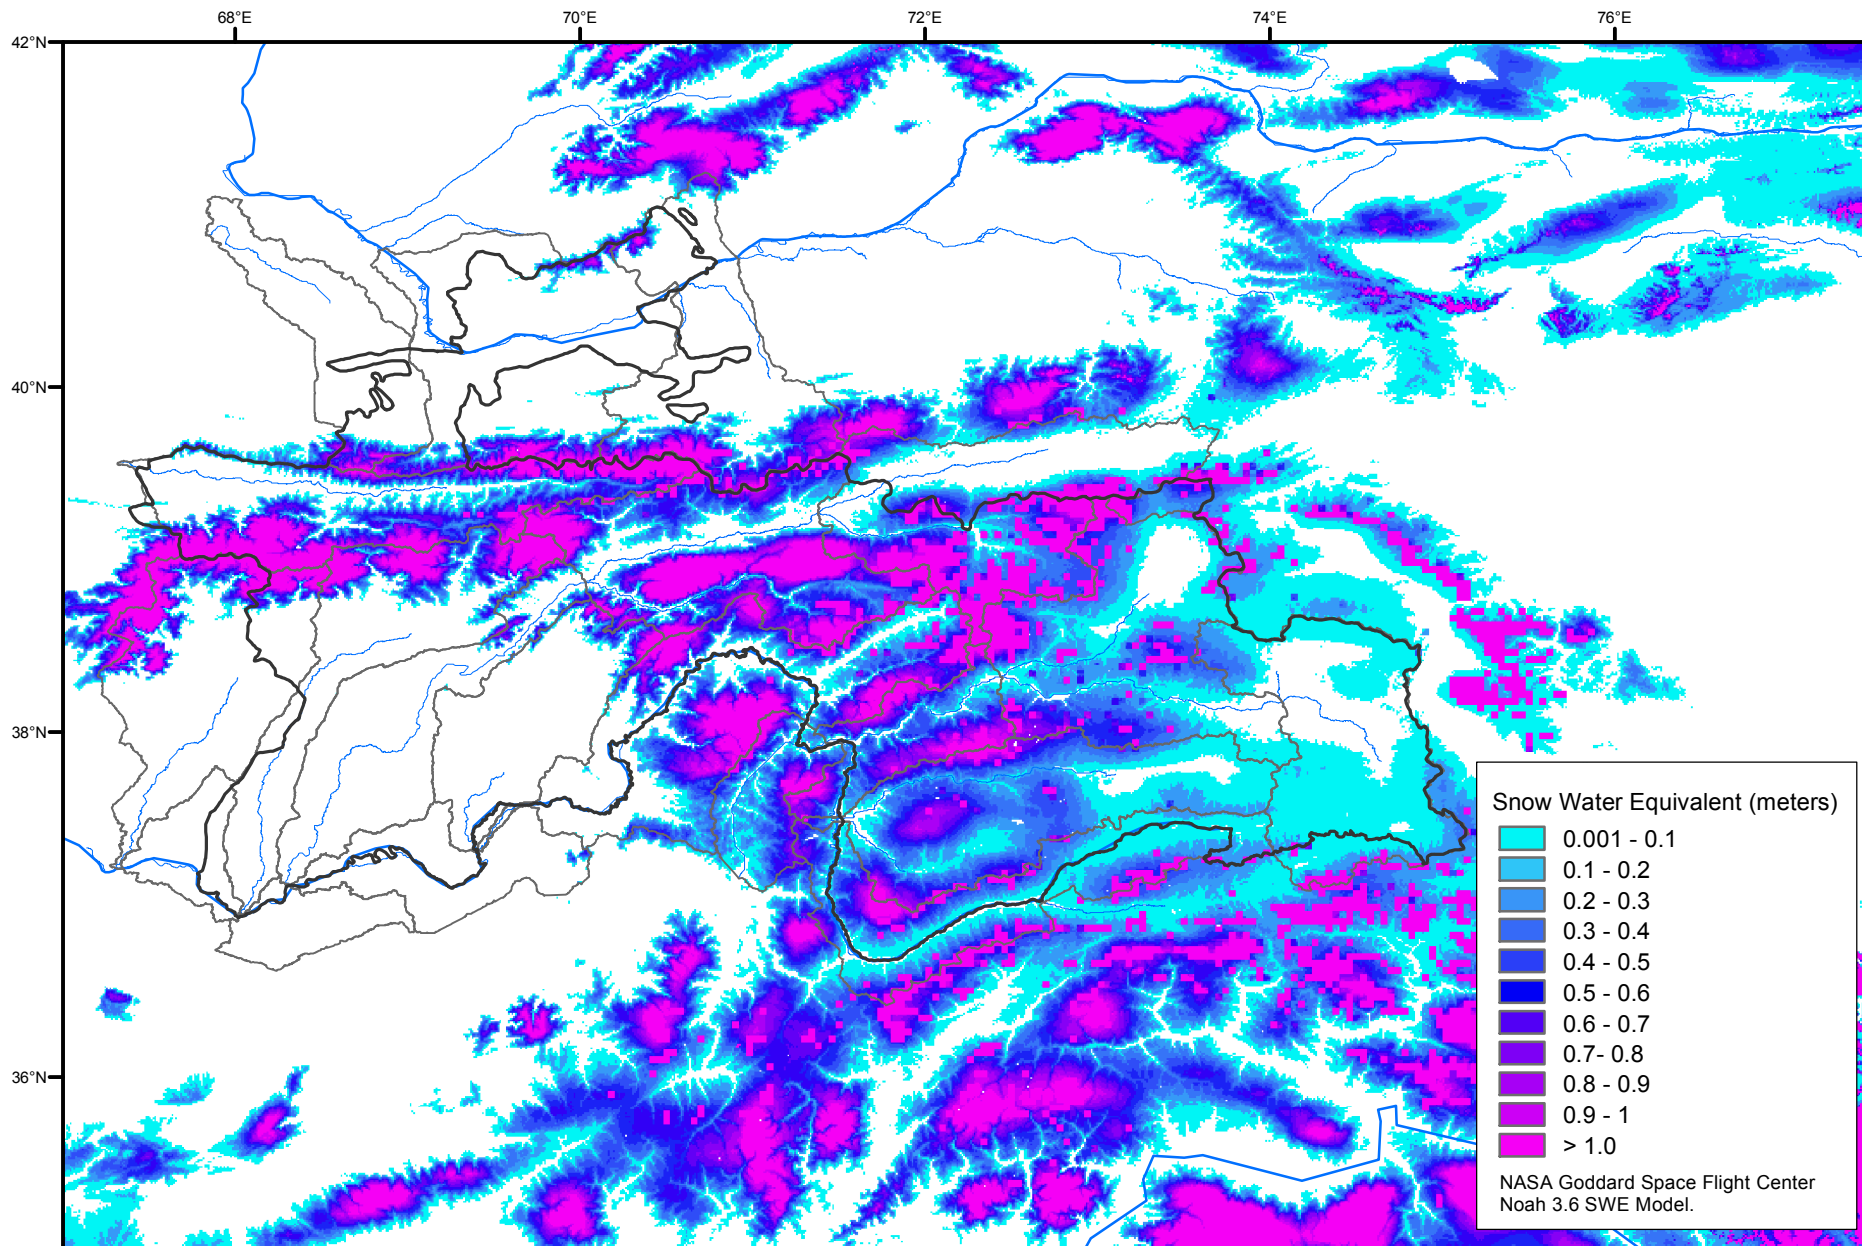 68°E
70°E
72°E
74°E
76°E
42°N
40°N
38°N
36°N
Snow Water Equivalent (meters)
0.001 - 0.1
0.1 - 0.2
0.2 - 0.3
0.3 - 0.4
0.4 - 0.5
0.5 - 0.6
0.6 - 0.7
0.7- 0.8
0.8 - 0.9
0.9 - 1
> 1.0
NASA Goddard Space Flight Center
Noah 3.6 SWE Model.